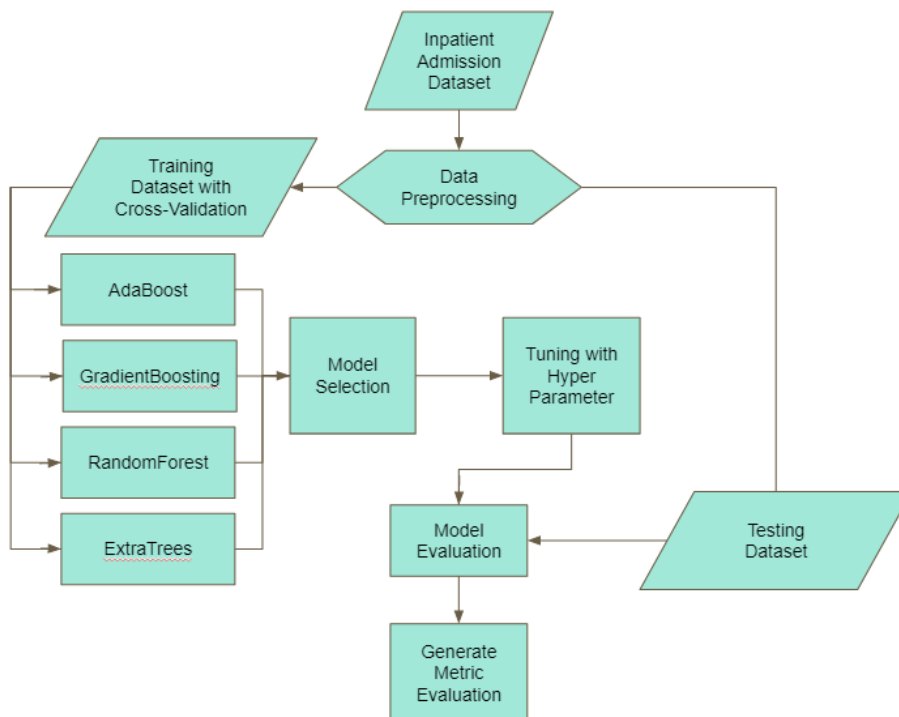 Inpatient
Admission
Dataset
Training
Dataset with
Cross-Validation
Data
Preprocessing
AdaBoost
GradientBoosting
RandomForest
ExtraTrees
Model
Selection
Tuning with
Hyper
Parameter
Model
Evaluation
Testing
Dataset
Generate
Metric
Evaluation